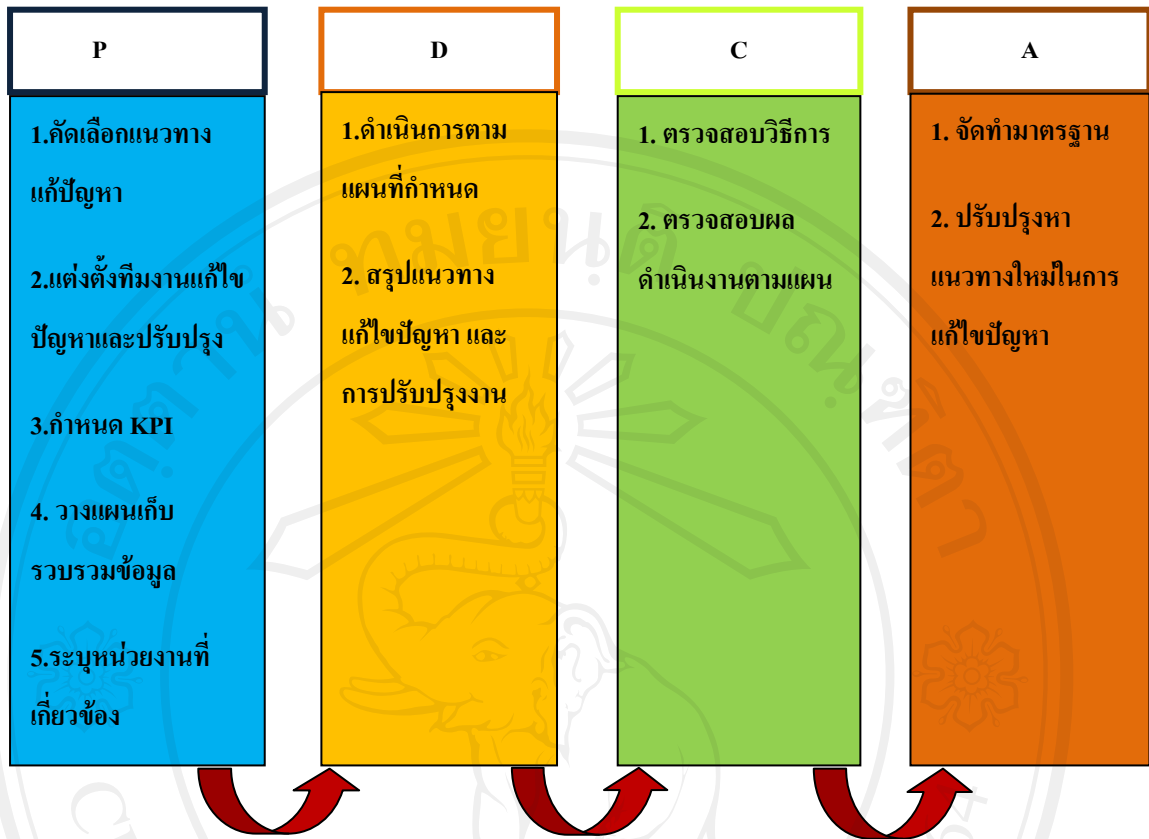 P
1.คัดเลือกแนวทาง
แก้ปัญหา
2.แต่งตั้งทีมงานแก้ไข
ปัญหาและปรับปรุง
3.กำหนด KPI
4. วางแผนเก็บ
รวบรวมข้อมูล
5.ระบุหน่วยงานที่
เกี่ยวข้อง
D
1.ดำเนินการตาม
แผนที่กำหนด
2. สรุปแนวทาง
แก้ไขปัญหา และ
การปรับปรุงงาน
C
1. ตรวจสอบวิธีการ
2. ตรวจสอบผล
ดำเนินงานตามแผน
A
1. จัดทำมาตรฐาน
2. ปรับปรุงหา
แนวทางใหม่ในการ
แก้ไขปัญหา